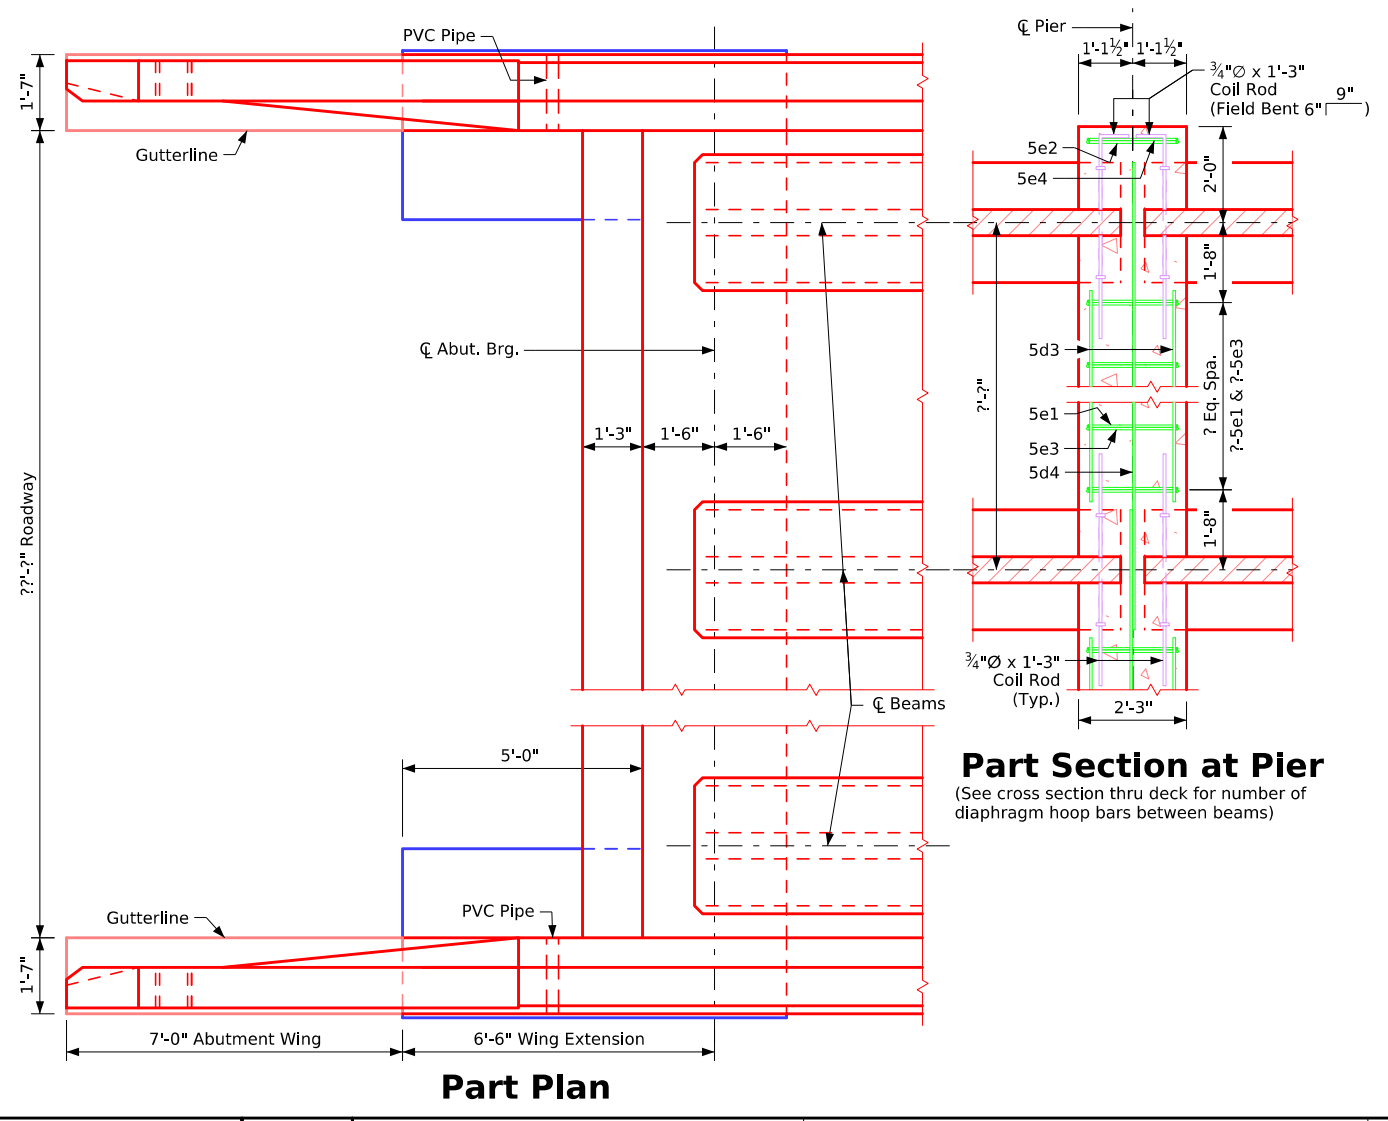 PVC Pipe
1'-7"
Gutterline
℄ Abut. Brg.
1'-3"
1'-6"
1'-6"
??'-?" Roadway
℄ Beams
5'-0"
Gutterline
PVC Pipe
1'-7"
7'-0" Abutment Wing
6'-6" Wing Extension
Part Plan
℄ Pier
1'-1½"
1'-1½"
¾"Ø x 1'-3"
Coil Rod
(Field Bent 6" 9")
5e2
5e4
2'-0"
1'-8"
5d3
?'-?"
? Eq. Spa.
?-5e1 & ?-5e3
5e1
5e3
5d4
1'-8"
¾"Ø x 1'-3"
Coil Rod
(Typ.)
2'-3"
Part Section at Pier
(See cross section thru deck for number of
diaphragm hoop bars between beams)